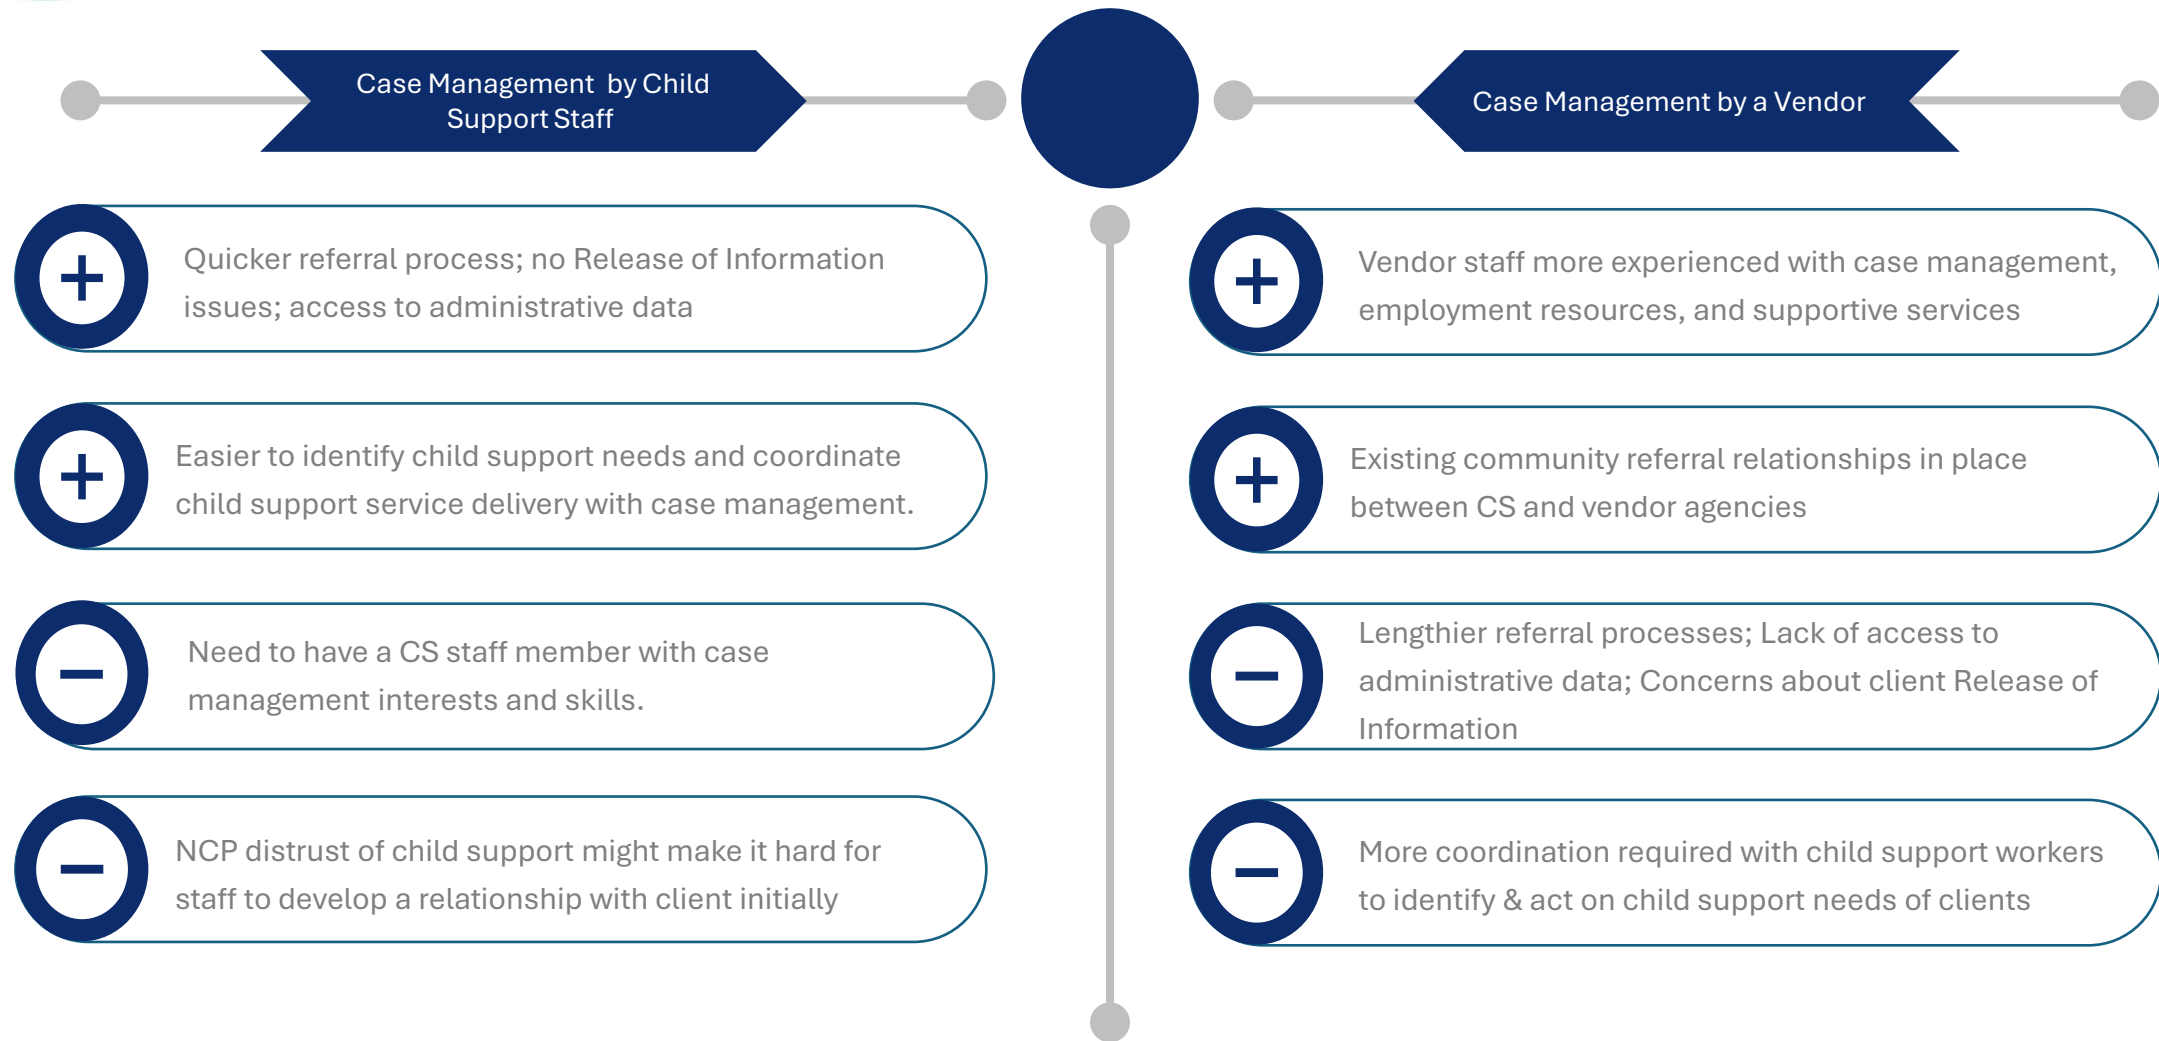 Case Management by Child
Support Staff
Quicker referral process; no Release of Information
issues; access to administrative data
Easier to identify child support needs and coordinate
child support service delivery with case management.
Need to have a CS staff member with case
management interests and skills.
NCP distrust of child support might make it hard for
staff to develop a relationship with client initially
Case Management by a Vendor
Vendor staff more experienced with case management,
employment resources, and supportive services
Existing community referral relationships in place
between CS and vendor agencies
Lengthier referral processes; Lack of access to
administrative data; Concerns about client Release of
Information
More coordination required with child support workers
to identify & act on child support needs of clients